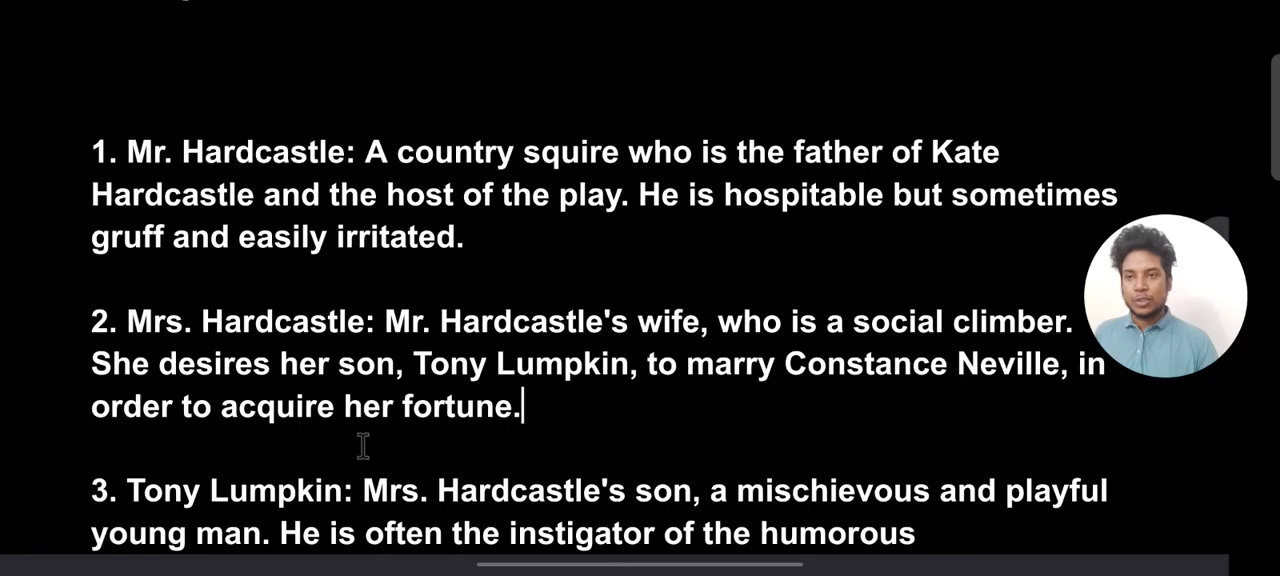 1. Mr. Hardcastle: A country squire who is the father of Kate
Hardcastle and the host of the play. He is hospitable but sometimes
gruff and easily irritated.
2. Mrs. Hardcastle: Mr. Hardcastle's wife, who is a social climber.
She desires her son, Tony Lumpkin, to marry Constance Neville, in
order to acquire her fortune.
3. Tony Lumpkin: Mrs. Hardcastle's son, a mischievous and playful
young man. He is often the instigator of the humorous